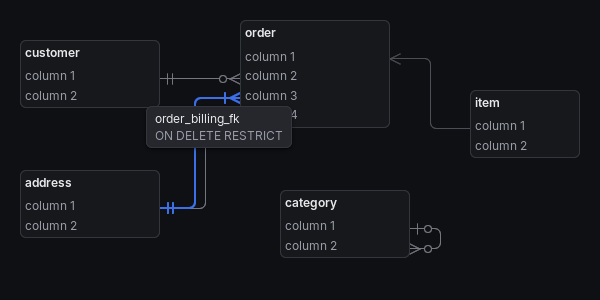 customer
column 1
column 2
order
column 1
column 2
column 3
4
order_billing_fk
ON DELETE RESTRICT
item
column 1
column 2
address
column 1
column 2
category
column 1
column 2